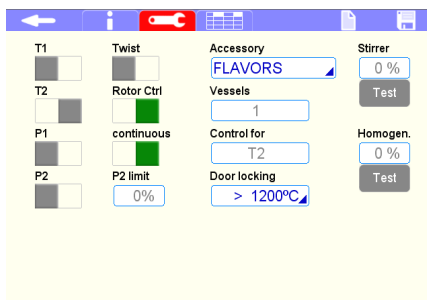 T1 Twist Accessory Stirrer
FLAVORS 0 %
T2 Rotor Ctrl Vessels Test
1
P1 continuous Control for Homogen.
T2 0 %
P2 P2 limit Door locking Test
0% > 1200ºC